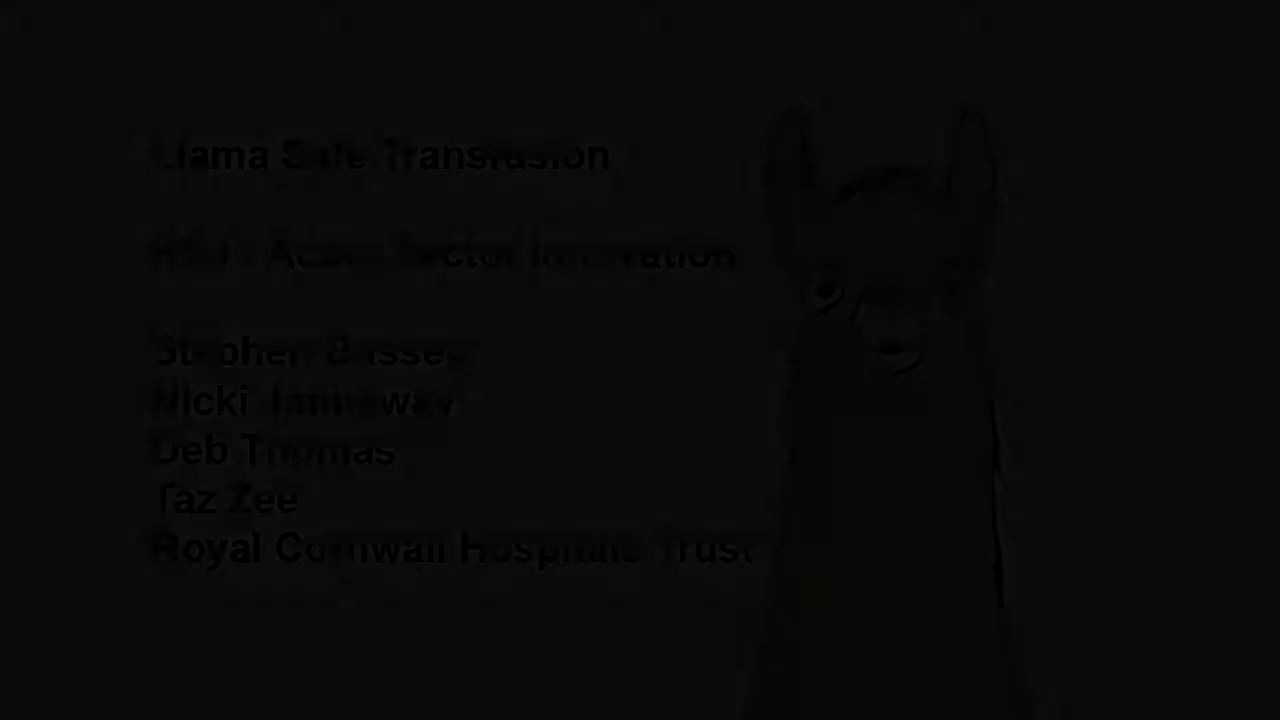 Llama Safe Transfusion
Acute Sector Innovation
Stephen
Nicki
Deb Thomas
Taz Zee
Royal Cornwall Hospitals Trust